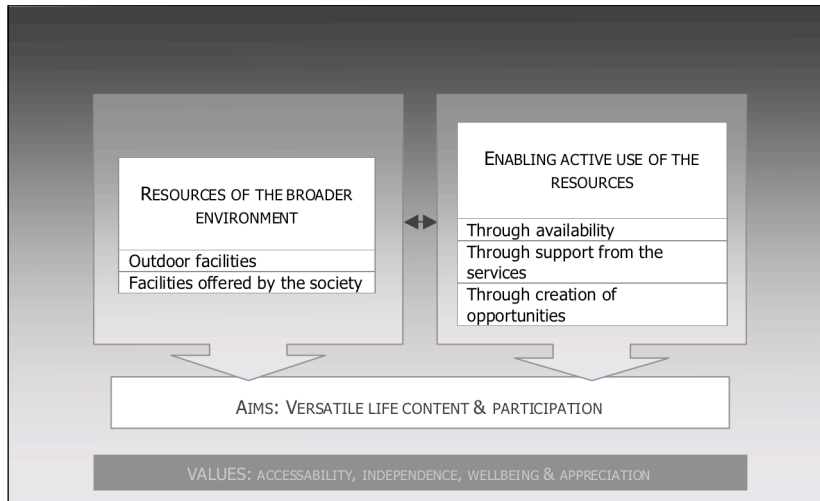 RESOURCES OF THE BROADER
ENVIRONMENT
Outdoor facilities
Facilities offered by the society
ENABLING ACTIVE USE OF THE
RESOURCES
Through availability
Through support from the
services
Through creation of
opportunities
AIMS: VERSATILE LIFE CONTENT & PARTICIPATION
VALUES: ACCESSABILITY, INDEPENDENCE, WELLBEING & APPRECIATION